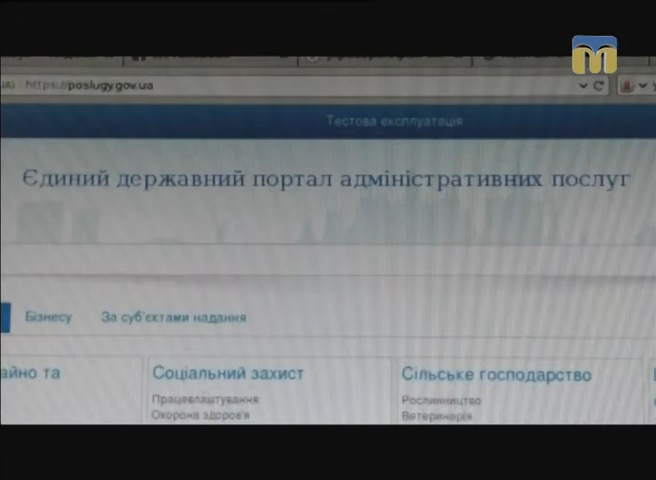 https://poslugy.gov.ua
Тестова експлуатація
Єдиний державний портал адміністративних послуг
Бізнесу За суб'єктами надання
айно та
Соціальний захист
Працевлаштування
Охорона здоров'я
Сільське господарство
Рослинництво
Ветеринарія